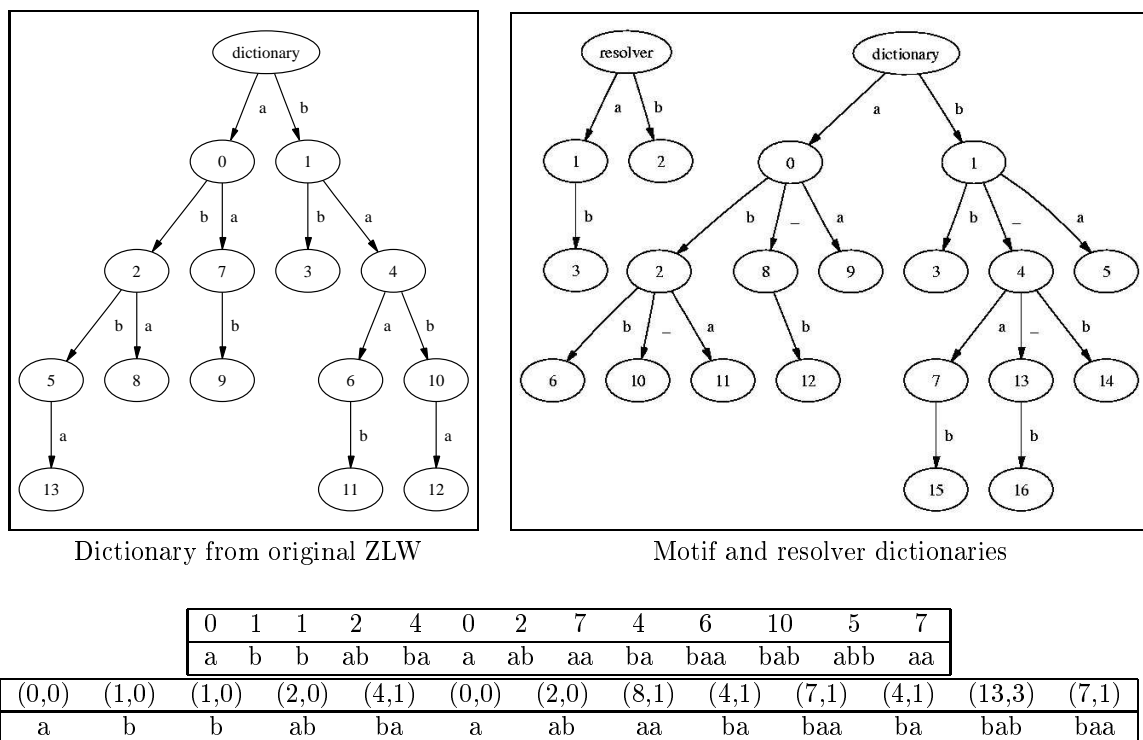 dictionary
a b
0 1
b a b a
2 7 3 4
b a b a b
5 8 9 6 10
a b a
13 11 12
Dictionary from original ZLW
resolver dictionary
a b a b
1 2 0 1
b b _ a b _ a
3 2 8 9 3 4 5
b _ a b a _ b
6 10 11 12 7 13 14
b b
15 16
Motif and resolver dictionaries
0 1 1 2 4 0 2 7 4 6 10 5 7
a b b ab ba a ab aa ba baa bab abb aa
(0,0) (1,0) (1,0) (2,0) (4,1) (0,0) (2,0) (8,1) (4,1) (7,1) (4,1) (13,3) (7,1)
a b b ab ba a ab aa ba baa ba bab baa